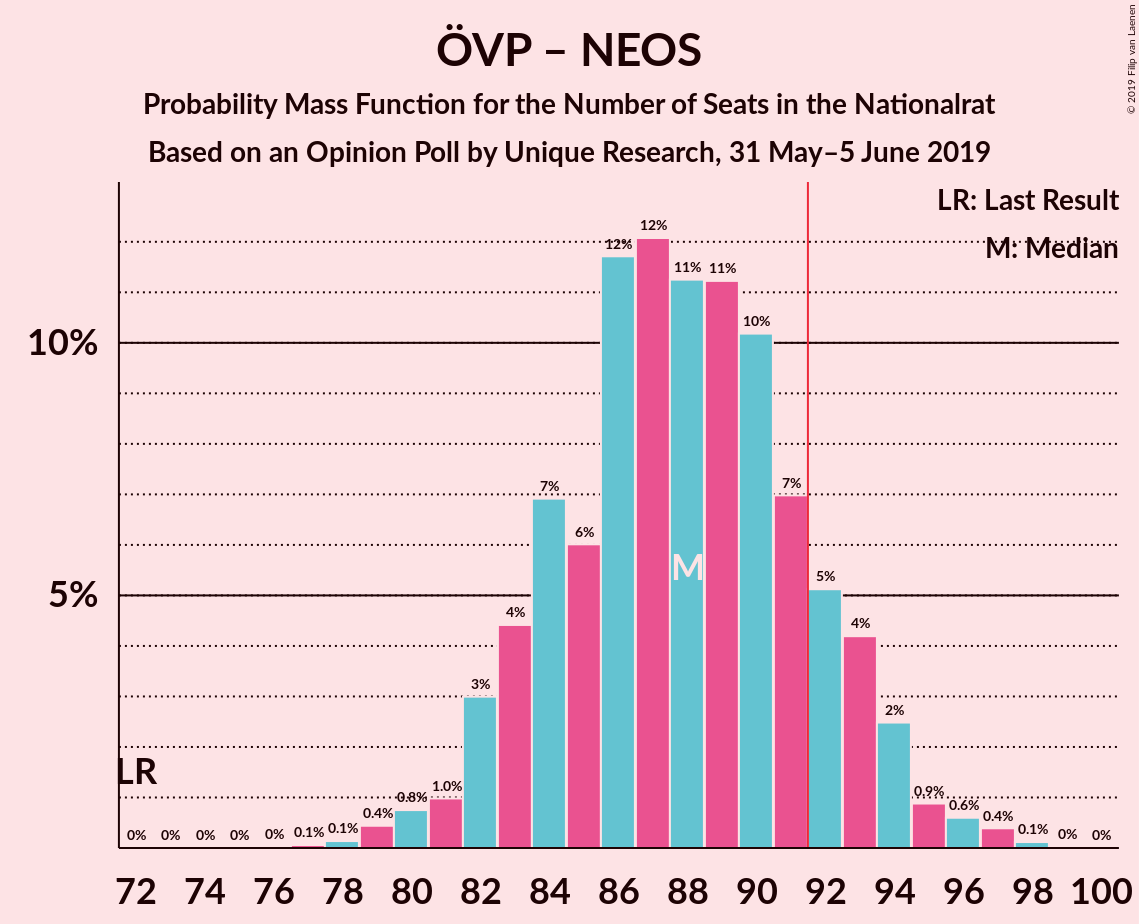 ÖVP – NEOS
Probability Mass Function for the Number of Seats in the Nationalrat
Based on an Opinion Poll by Unique Research, 31 May–5 June 2019
© 2019 Filip van Laenen
LR: Last Result
M: Median
10%
5%
LR
M
0% 0% 0% 0% 0% 0.1% 0.1% 0.4% 0.8% 1.0% 3% 4% 7% 6% 12% 12% 11% 11% 10% 7% 5% 4% 2% 0.9% 0.6% 0.4% 0.1% 0% 0%
72 74 76 78 80 82 84 86 88 90 92 94 96 98 100